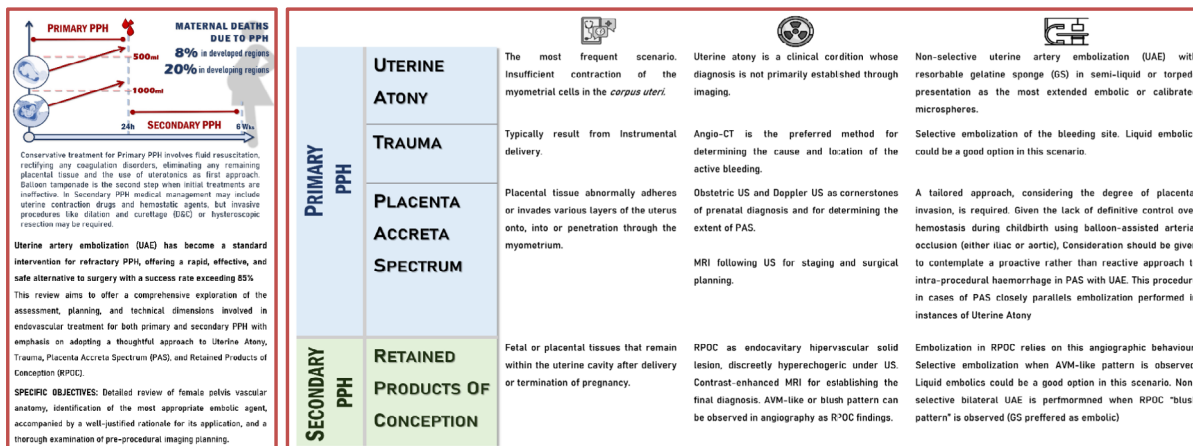 PRIMARY PPH
MATERNAL DEATHS
DUE TO PPH
8% in developed regions
20% in developing regions
500ml
1000ml
24h
SECONDARY PPH
6 Wks
Conservative treatment for Primary PPH involves fluid resuscitation,
rectifying any coagulation disorders, eliminating any remaining
placental tissue and the use of uterotonics as first approach.
Balloon tamponade is the second step when initial treatments are
ineffective. In Secondary PPH medical management may include
uterine contraction drugs and hemostatic agents, but invasive
procedures like dilation and curettage (D&C) or hysteroscopic
resection may be required.
Uterine artery embolization (UAE) has become a standard
intervention for refractory PPH, offering a rapid, effective, and
safe alternative to surgery with a success rate exceeding 85%
This review aims to offer a comprehensive exploration of the
assessment, planning, and technical dimensions involved in
endovascular treatment for both primary and secondary PPH with
emphasis on adopting a thoughtful approach to Uterine Atony,
Trauma, Placenta Accreta Spectrum (PAS), and Retained Products of
Conception (RPOC).
SPECIFIC OBJECTIVES: Detailed review of female pelvis vascular
anatomy, identification of the most appropriate embolic agent,
accompanied by a well-justified rationale for its application, and a
thorough examination of pre-procedural imaging planning.
PRIMARY
PPH
UTERINE
ATONY
The most frequent scenario.
Insufficient contraction of the
myometrial cells in the corpus uteri.
Uterine atony is a clinical condition whose
diagnosis is not primarily established through
imaging.
Non-selective uterine artery embolization (UAE) with
resorbable gelatine sponge (GS) in semi-liquid or torped
presentation as the most extended embolic or calibrate
microspheres.
TRAUMA
Typically result from Instrumental
delivery.
Angio-CT is the preferred method for
determining the cause and location of the
active bleeding.
Selective embolization of the bleeding site. Liquid embolic
could be a good option in this scenario.
PLACENTA
ACCRETA
SPECTRUM
Placental tissue abnormally adheres
or invades various layers of the uterus
onto, into or penetration through the
myometrium.
Obstetric US and Doppler US as cornerstones
of prenatal diagnosis and for determining the
extent of PAS.
MRI following US for staging and surgical
planning.
A tailored approach, considering the degree of placenta
invasion, is required. Given the lack of definitive control ove
hemostasis during childbirth using balloon-assisted arteria
occlusion (either iliac or aortic), Consideration should be give
to contemplate a proactive rather than reactive approach t
intra-procedural haemorrhage in PAS with UAE. This procedur
in cases of PAS closely parallels embolization performed i
instances of Uterine Atony
SECONDARY
PPH
RETAINED
PRODUCTS OF
CONCEPTION
Fetal or placental tissues that remain
within the uterine cavity after delivery
or termination of pregnancy.
RPOC as endocavitary hipervascular solid
lesion, discreetly hyperechogeric under US.
Contrast-enhanced MRI for establishing the
final diagnosis. AVM-like or blush pattern can
be observed in angiography as RPOC findings.
Embolization in RPOC relies on this angiographic behaviour
Selective embolization when AVM-like pattern is observe
Liquid embolics could be a good option in this scenario. Non
selective bilateral UAE is performormned when RPOC "blush
pattern" is observed (GS preffered as embolic)